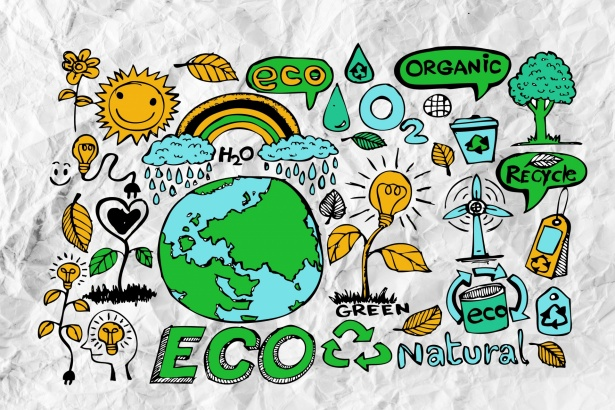 eco
ORGANIC
O2
H2O
Recycle
GREEN
eco
ECO
Natural